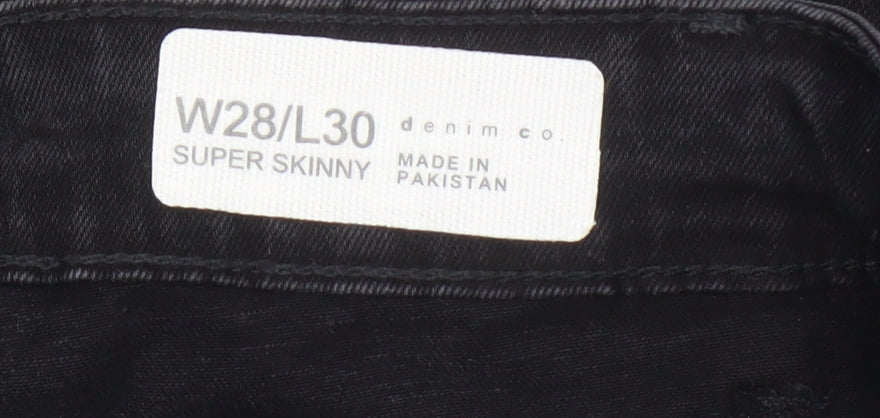 W28/L30
SUPER SKINNY
denim co.
MADE IN
PAKISTAN